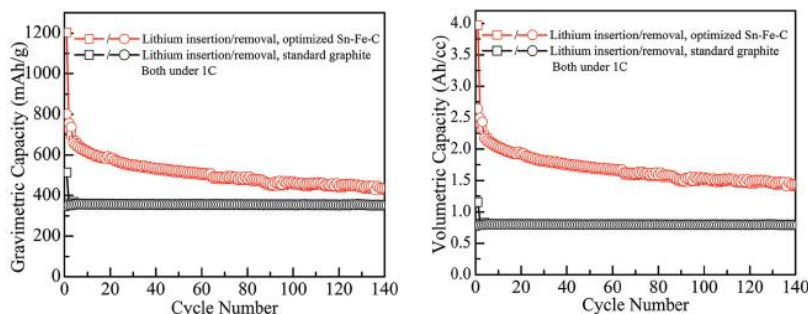 Lithium insertion/removal, optimized Sn-Fe-C
Lithium insertion/removal, standard graphite
Both under 1C
Gravimetric Capacity (mAh/g)
1200
1000
800
600
400
200
0
0 20 40 60 80 100 120 140
Cycle Number
Lithium insertion/removal, optimized Sn-Fe-C
Lithium insertion/removal, standard graphite
Both under 1C
Volumetric Capacity (Ah/cc)
4.0
3.5
3.0
2.5
2.0
1.5
1.0
0.5
0.0
0 20 40 60 80 100 120 140
Cycle Number